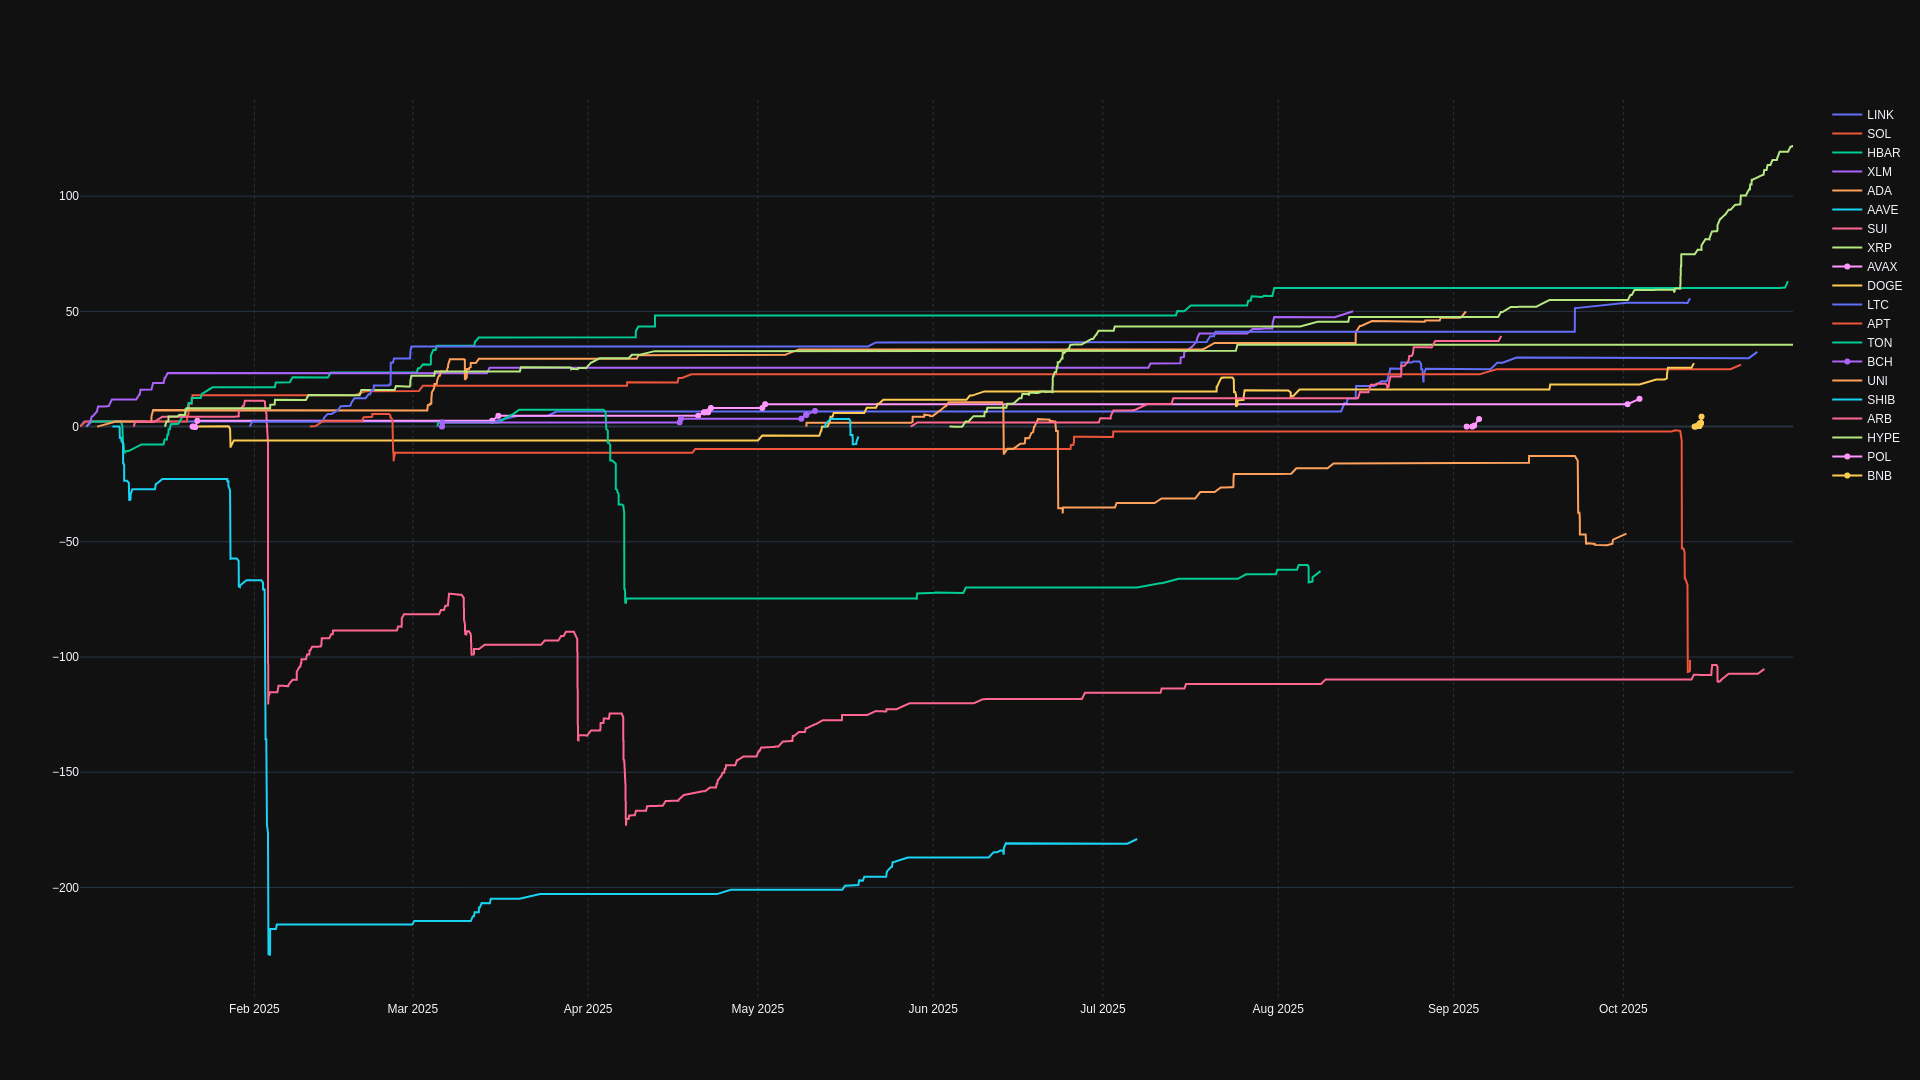 100
50
0
−50
−100
−150
−200
Feb 2025
Mar 2025
Apr 2025
May 2025
Jun 2025
Jul 2025
Aug 2025
Sep 2025
Oct 2025
LINK
SOL
HBAR
XLM
ADA
AAVE
SUI
XRP
AVAX
DOGE
LTC
APT
TON
BCH
UNI
SHIB
ARB
HYPE
POL
BNB